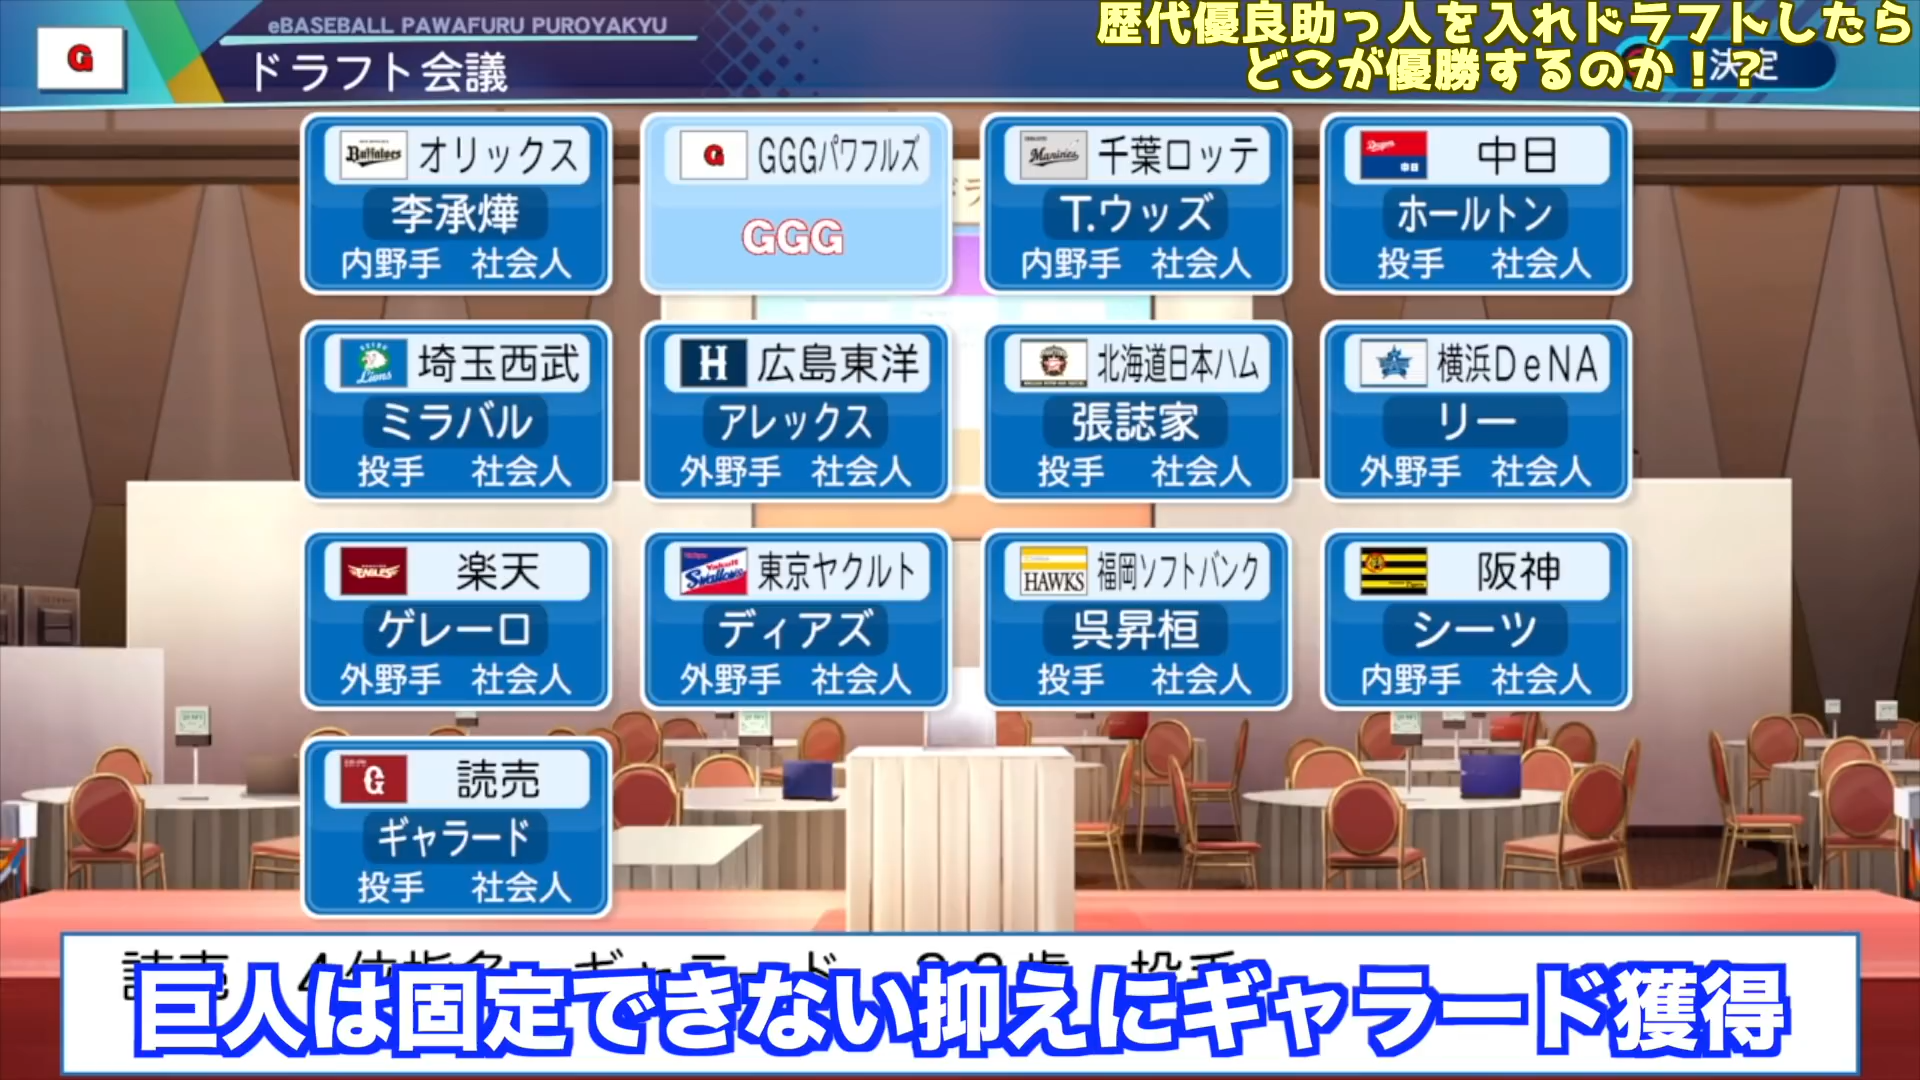 eBASEBALL PAWAFURU PUROYAKYU
歴代優良助っ人を入れドラフトしたら
G
ドラフト会議
決定
どこが優勝するのか！？
Buffaloes オリックス
G GGGパワフルズ
Marines 千葉ロッテ
Dragons 中日
李承燁
GGG
T.ウッズ
ホールトン
内野手 社会人
内野手 社会人
投手 社会人
Lions 埼玉西武
H 広島東洋
北海道日本ハム
横浜DeNA
ミラバル
アレックス
張誌家
リー
投手 社会人
外野手 社会人
投手 社会人
外野手 社会人
EAGLES 楽天
Yakult Swallows 東京ヤクルト
HAWKS 福岡ソフトバンク
阪神
ゲレーロ
ディアズ
呉昇桓
シーツ
外野手 社会人
外野手 社会人
投手 社会人
内野手 社会人
G 読売
ギャラード
投手 社会人
巨人は固定できない抑えにギャラード獲得